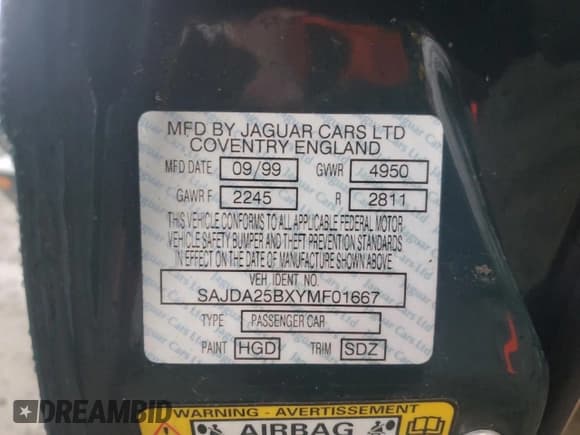 MFD BY JAGUAR CARS LTD
COVENTRY ENGLAND
MFD DATE 09/99 GVWR 4950
GAWR F 2245 R 2811
THIS VEHICLE CONFORMS TO ALL APPLICABLE FEDERAL MOTOR
VEHICLE SAFETY BUMPER AND THEFT PREVENTION STANDARDS
IN EFFECT ON THE DATE OF MANUFACTURE SHOWN ABOVE
VEH. IDENT NO.
SAJDA25BXYMF01667
TYPE PASSENGER CAR
PAINT HGD TRIM SDZ
WARNING - AVERTISSEMENT
AIRBAG
DREAMBID